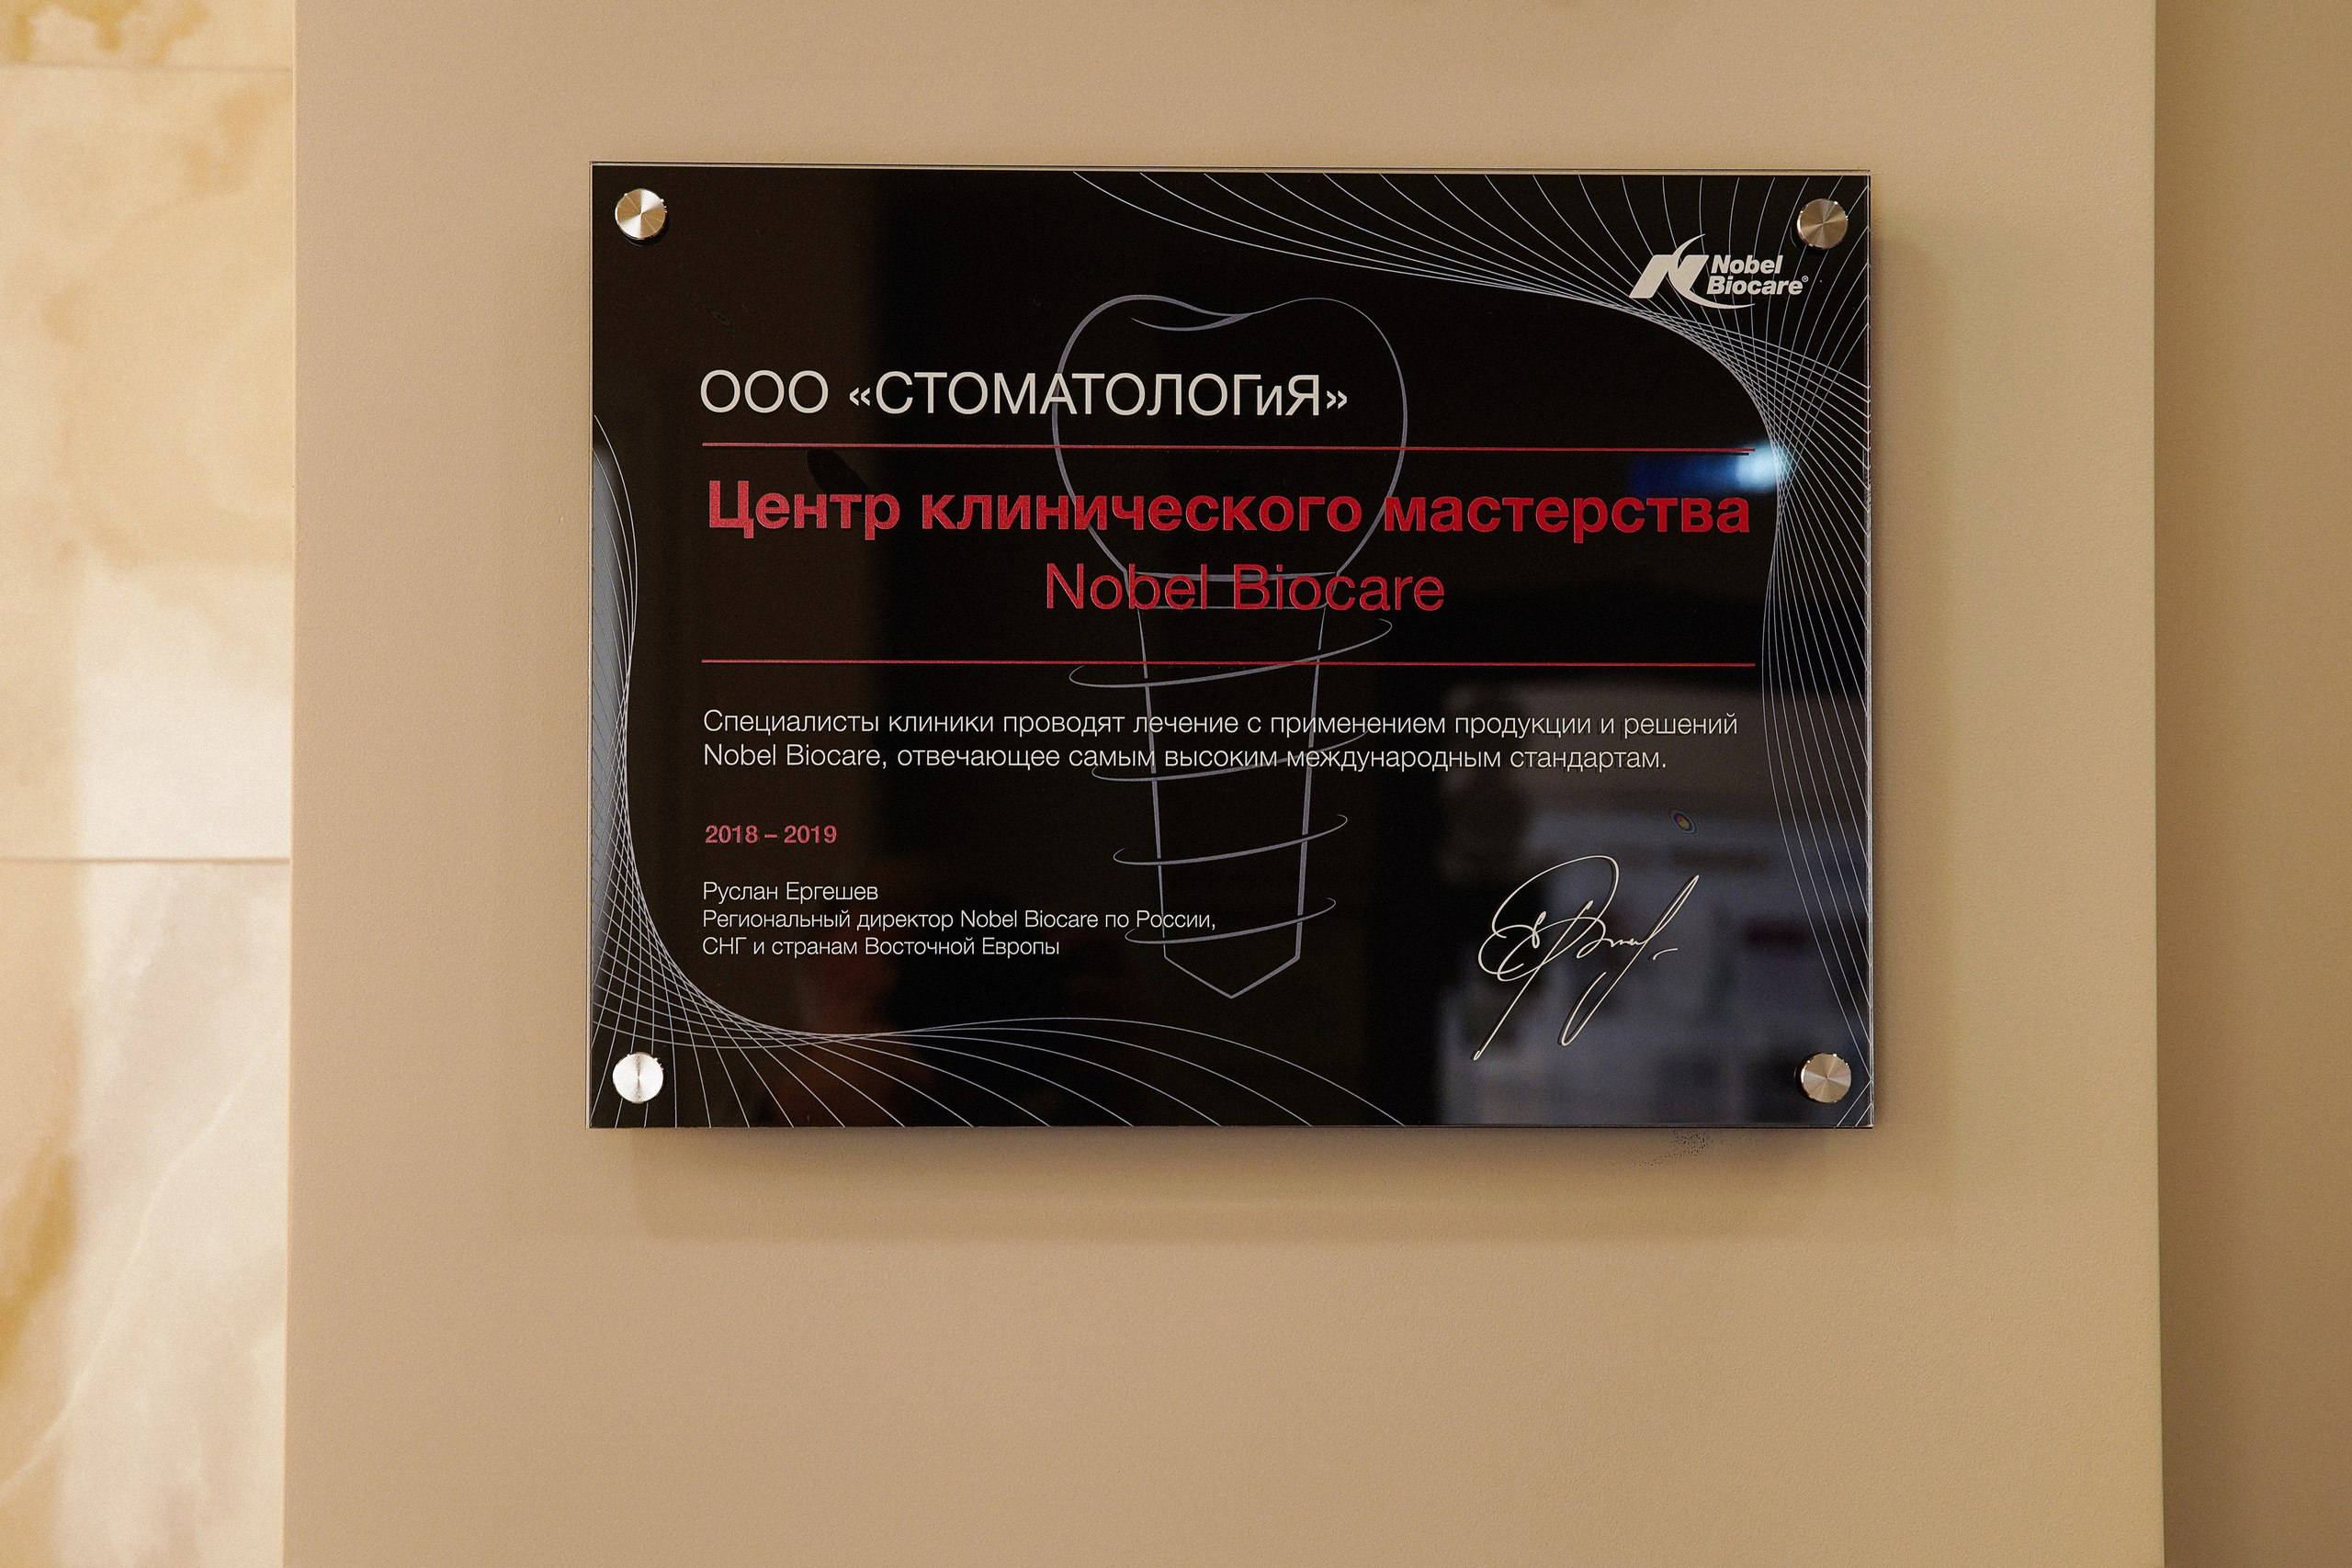 Nobel
Biocare®
ООО «СТОМАТОЛОГиЯ»
Центр клинического мастерства
Nobel Biocare
Специалисты клиники проводят лечение с применением продукции и решений
Nobel Biocare, отвечающее самым высоким международным стандартам.
2018 – 2019
Руслан Ергешев
Региональный директор Nobel Biocare по России,
СНГ и странам Восточной Европы